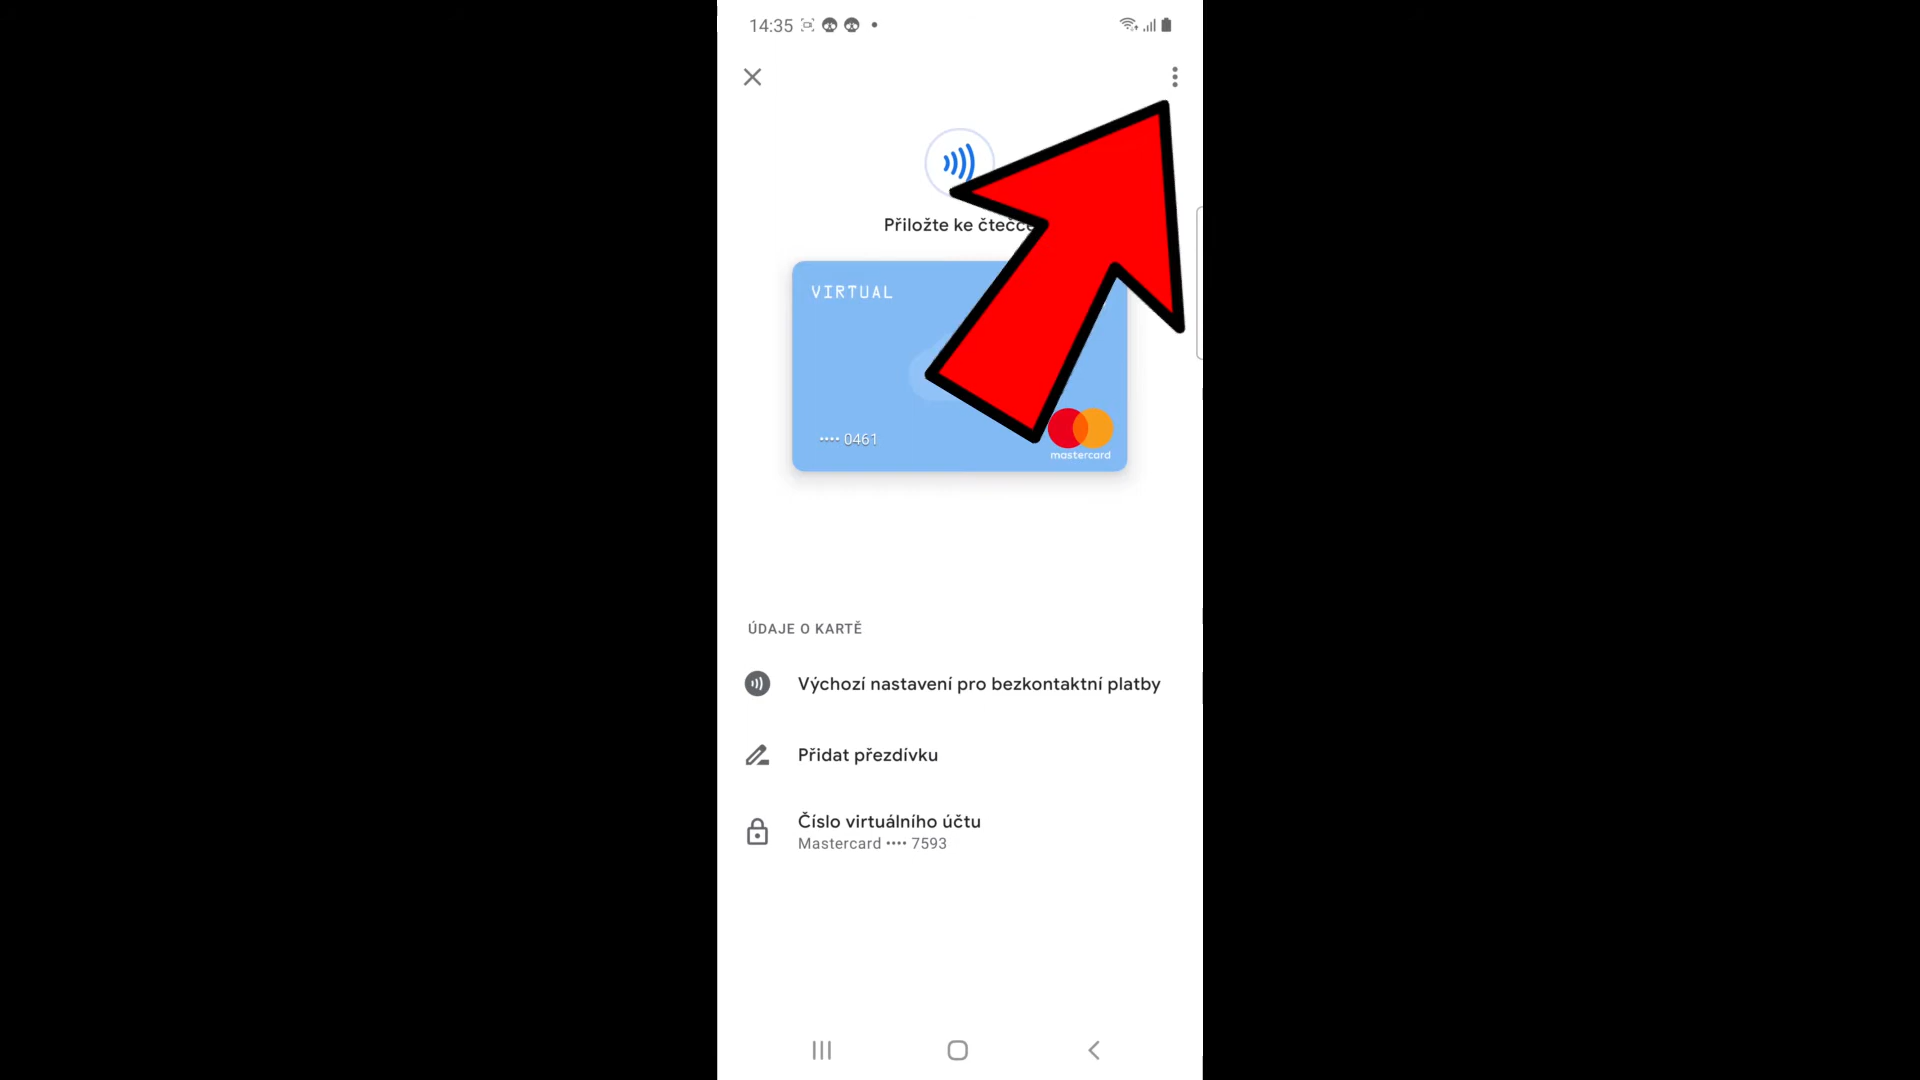 14:35
Přiložte ke čtečce
VIRTUAL
•••• 0461
mastercard
ÚDAJE O KARTĚ
Výchozí nastavení pro bezkontaktní platby
Přidat přezdívku
Číslo virtuálního účtu
Mastercard •••• 7593